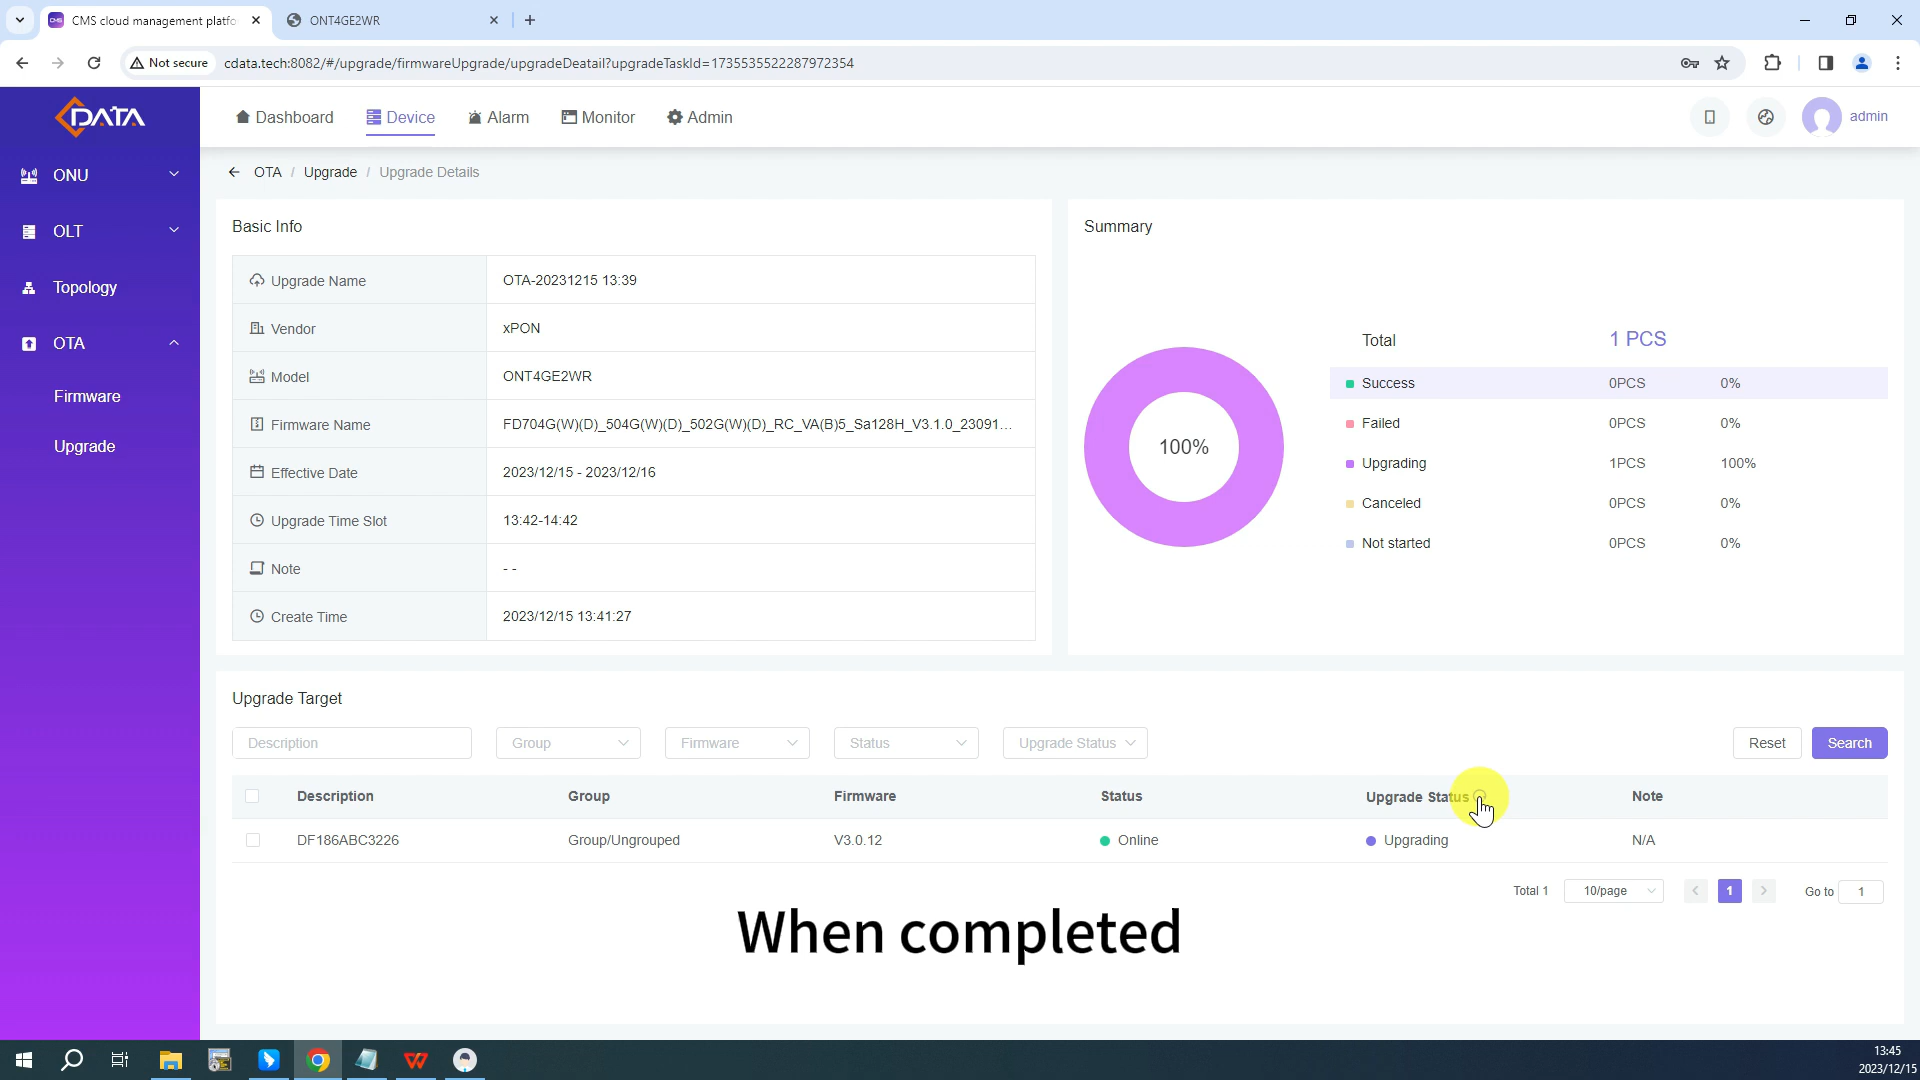 CMS cloud management platfo
ONT4GE2WR
Not secure
cdata.tech:8082/#/upgrade/firmwareUpgrade/upgradeDeatail?upgradeTaskId=1735535522287972354
DATA
Dashboard
Device
Alarm
Monitor
Admin
admin
ONU
OLT
Topology
OTA
Firmware
Upgrade
OTA / Upgrade / Upgrade Details
Basic Info
Upgrade Name OTA-20231215 13:39
Vendor xPON
Model ONT4GE2WR
Firmware Name FD704G(W)(D)_504G(W)(D)_502G(W)(D)_RC_VA(B)5_Sa128H_V3.1.0_23091...
Effective Date 2023/12/15 - 2023/12/16
Upgrade Time Slot 13:42-14:42
Note - -
Create Time 2023/12/15 13:41:27
Summary
100%
Total 1 PCS
Success 0PCS 0%
Failed 0PCS 0%
Upgrading 1PCS 100%
Canceled 0PCS 0%
Not started 0PCS 0%
Upgrade Target
Description Group Firmware Status Upgrade Status Reset Search
Description Group Firmware Status Upgrade Status Note
DF186ABC3226 Group/Ungrouped V3.0.12 Online Upgrading N/A
Total 1 10/page 1 Go to 1
When completed
13:45
2023/12/15